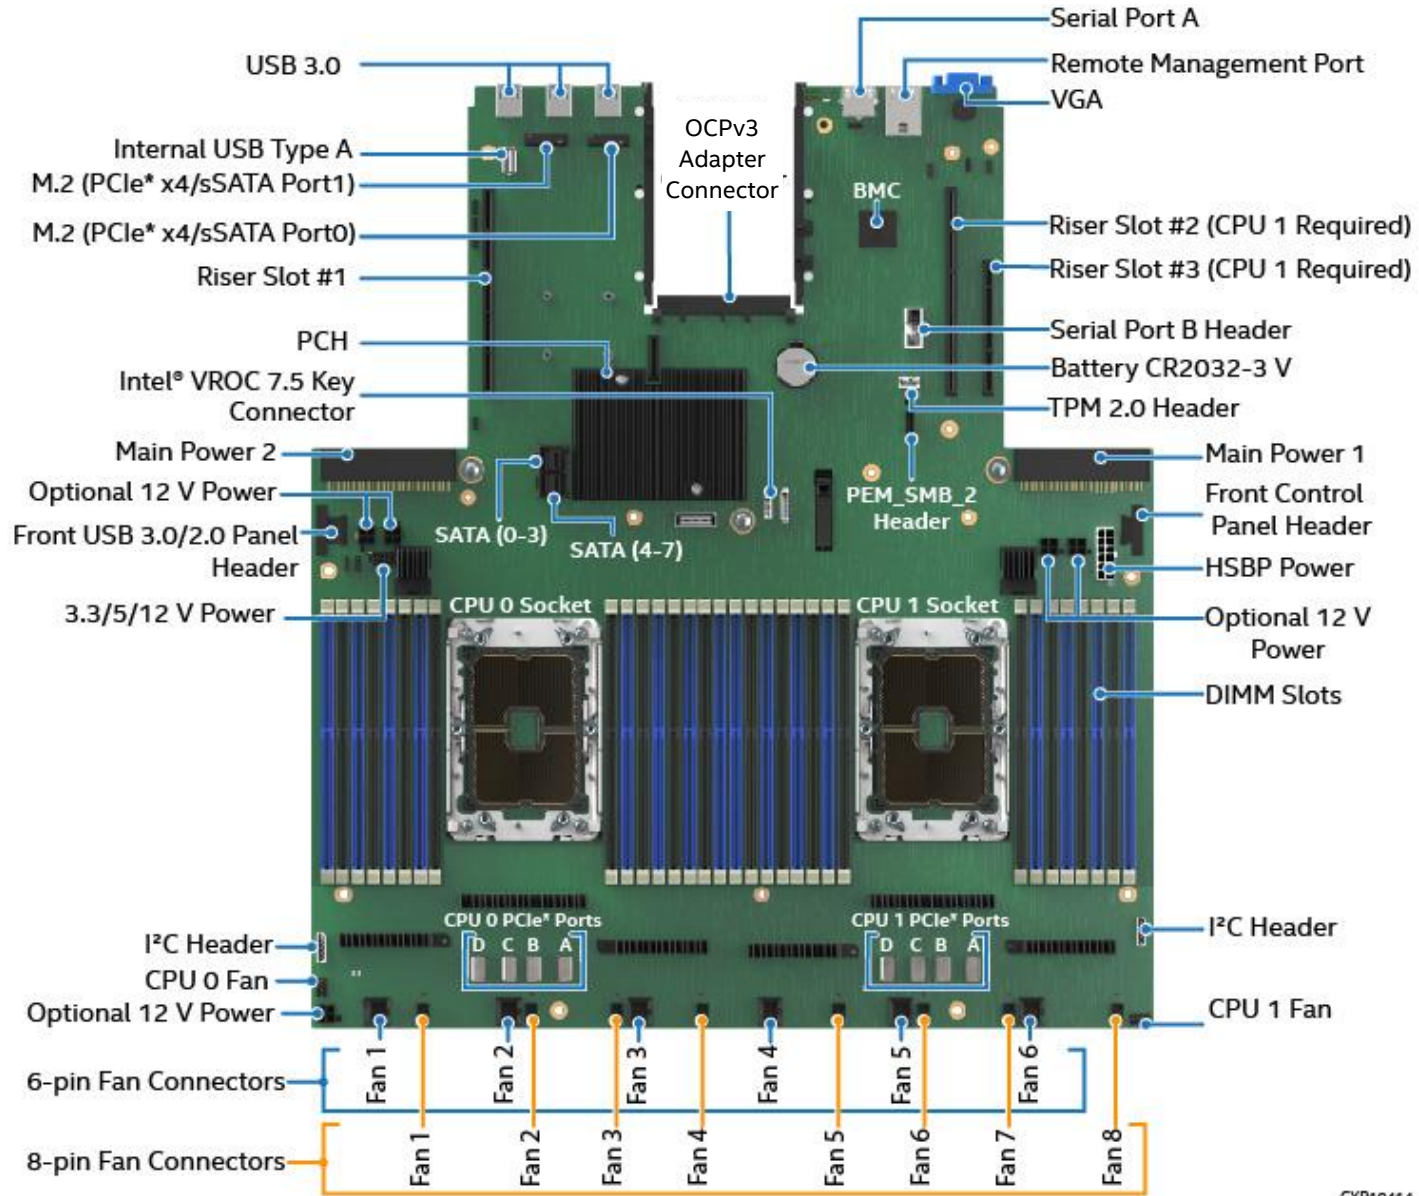 Serial Port A
USB 3.0
Remote Management Port
VGA
OCPv3
Adapter
Connector
Internal USB Type A
M.2 (PCIe* x4/sSATA Port1)
BMC
M.2 (PCIe* x4/sSATA Port0)
Riser Slot #2 (CPU 1 Required)
Riser Slot #1
Riser Slot #3 (CPU 1 Required)
PCH
Serial Port B Header
Intel® VROC 7.5 Key
Connector
Battery CR2032-3 V
TPM 2.0 Header
Main Power 2
Main Power 1
Optional 12 V Power
PEM_SMB_2
Header
Front Control
Panel Header
Front USB 3.0/2.0 Panel
Header
SATA (0-3)
SATA (4-7)
HSBP Power
3.3/5/12 V Power
CPU 0 Socket
CPU 1 Socket
Optional 12 V
Power
DIMM Slots
CPU 0 PCIe* Ports
D C B A
CPU 1 PCIe* Ports
D C B A
I²C Header
I²C Header
CPU 0 Fan
Optional 12 V Power
CPU 1 Fan
6-pin Fan Connectors
Fan 1
Fan 2
Fan 3
Fan 4
Fan 5
Fan 6
8-pin Fan Connectors
Fan 1
Fan 2
Fan 3
Fan 4
Fan 5
Fan 6
Fan 7
Fan 8